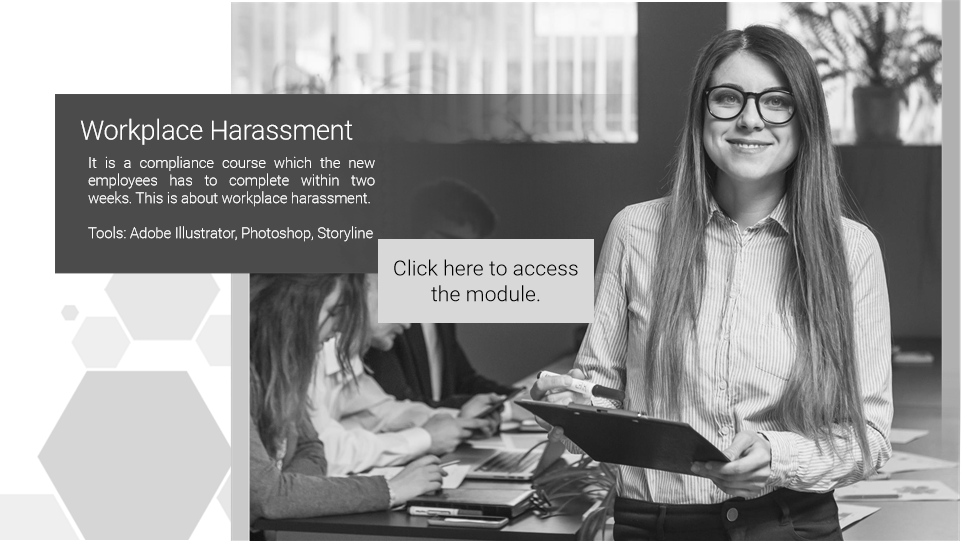 Workplace Harassment
It is a compliance course which the new
employees has to complete within two
weeks. This is about workplace harassment.
Tools: Adobe Illustrator, Photoshop, Storyline
Click here to access
the module.